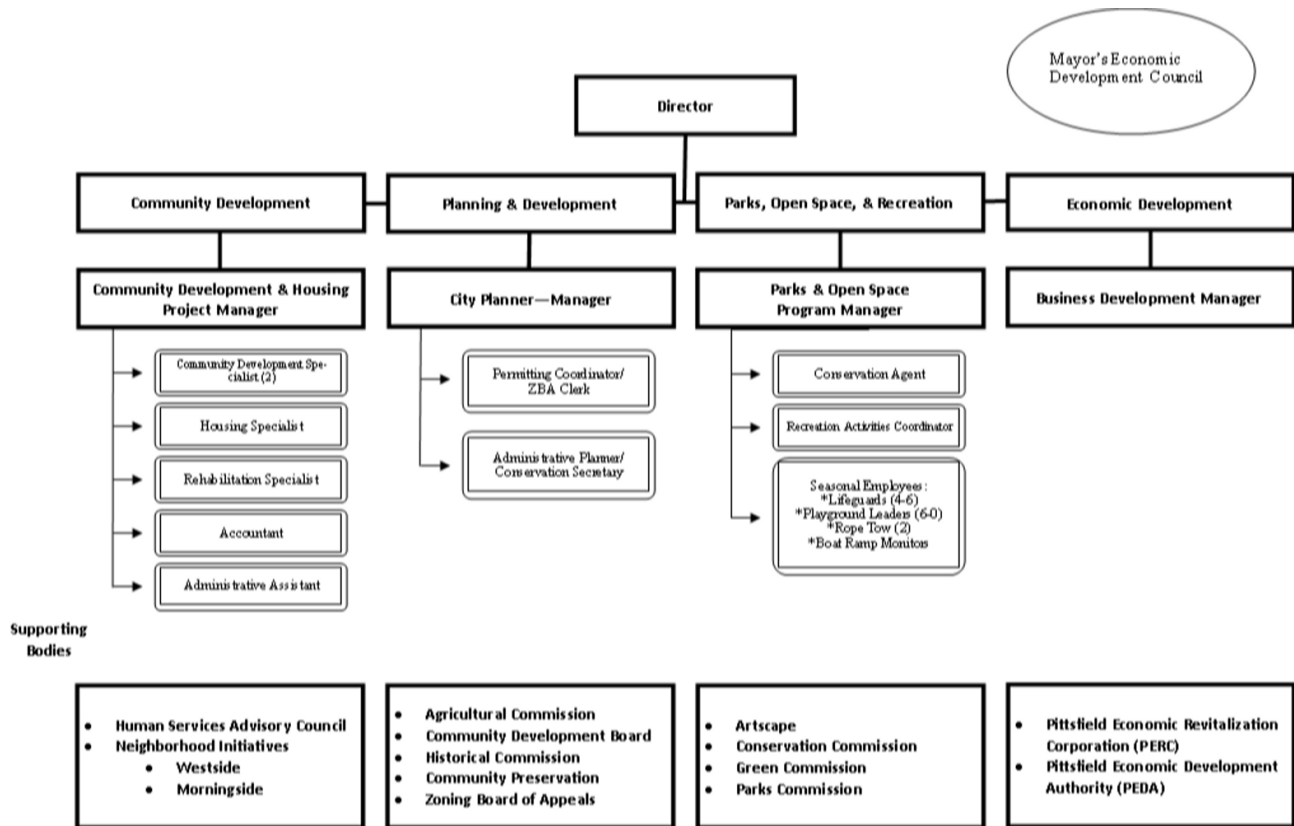 Mayor's Economic
Development Council
Director
Community Development
Planning & Development
Parks, Open Space, & Recreation
Economic Development
Community Development & Housing
Project Manager
City Planner—Manager
Parks & Open Space
Program Manager
Business Development Manager
Community Development Spe-
cialist (2)
Housing Specialist
Rehabilitation Specialist
Accountant
Administrative Assistant
Permitting Coordinator/
ZBA Clerk
Administrative Planner/
Conservation Secretary
Conservation Agent
Recreation Activities Coordinator
Seasonal Employees:
*Lifeguards (4-6)
*Playground Leaders (6-0)
*Rope Tow (2)
*Boat Ramp Monitors
Supporting
Bodies
• Human Services Advisory Council
• Neighborhood Initiatives
• Westside
• Morningside
• Agricultural Commission
• Community Development Board
• Historical Commission
• Community Preservation
• Zoning Board of Appeals
• Artscape
• Conservation Commission
• Green Commission
• Parks Commission
• Pittsfield Economic Revitalization
Corporation (PERC)
• Pittsfield Economic Development
Authority (PEDA)